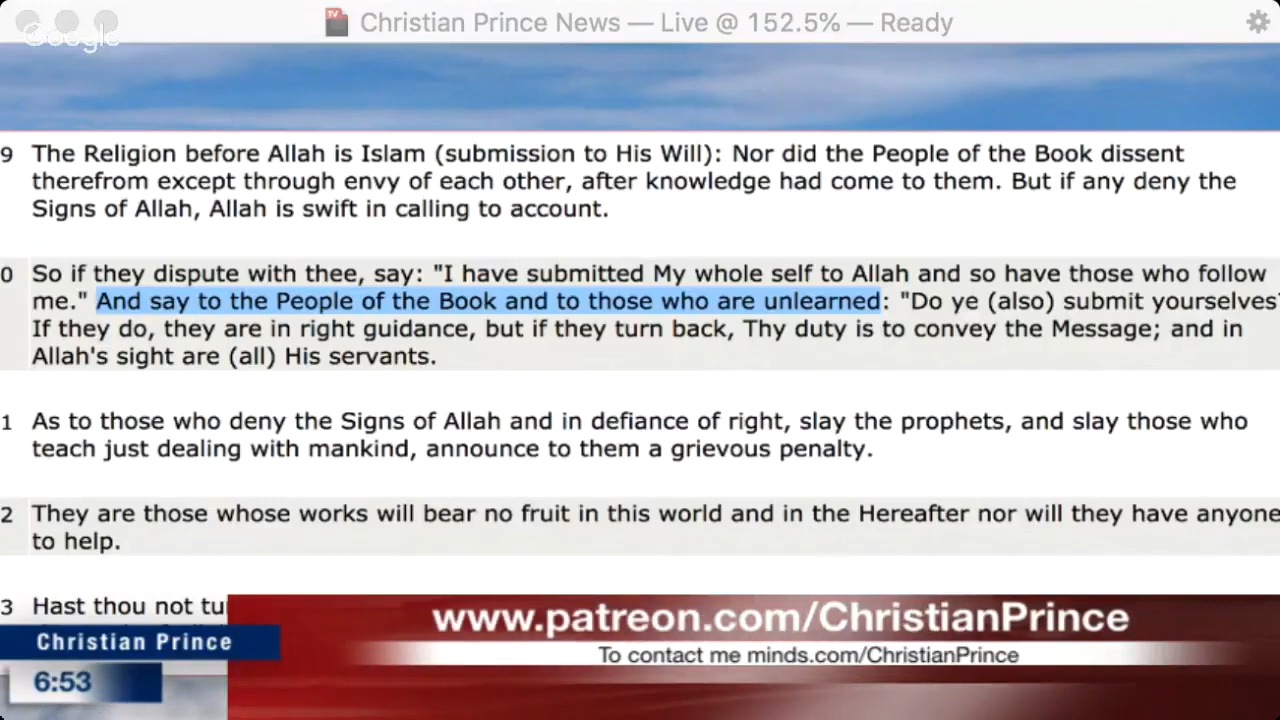 Christian Prince News — Live @ 152.5% — Ready
Google
TV
9 The Religion before Allah is Islam (submission to His Will): Nor did the People of the Book dissent
therefrom except through envy of each other, after knowledge had come to them. But if any deny the
Signs of Allah, Allah is swift in calling to account.
0 So if they dispute with thee, say: "I have submitted My whole self to Allah and so have those who follow
me." And say to the People of the Book and to those who are unlearned: "Do ye (also) submit yourselves?
If they do, they are in right guidance, but if they turn back, Thy duty is to convey the Message; and in
Allah's sight are (all) His servants.
1 As to those who deny the Signs of Allah and in defiance of right, slay the prophets, and slay those who
teach just dealing with mankind, announce to them a grievous penalty.
2 They are those whose works will bear no fruit in this world and in the Hereafter nor will they have anyone
to help.
3 Hast thou not tu
www.patreon.com/ChristianPrince
Christian Prince
To contact me minds.com/ChristianPrince
6:53